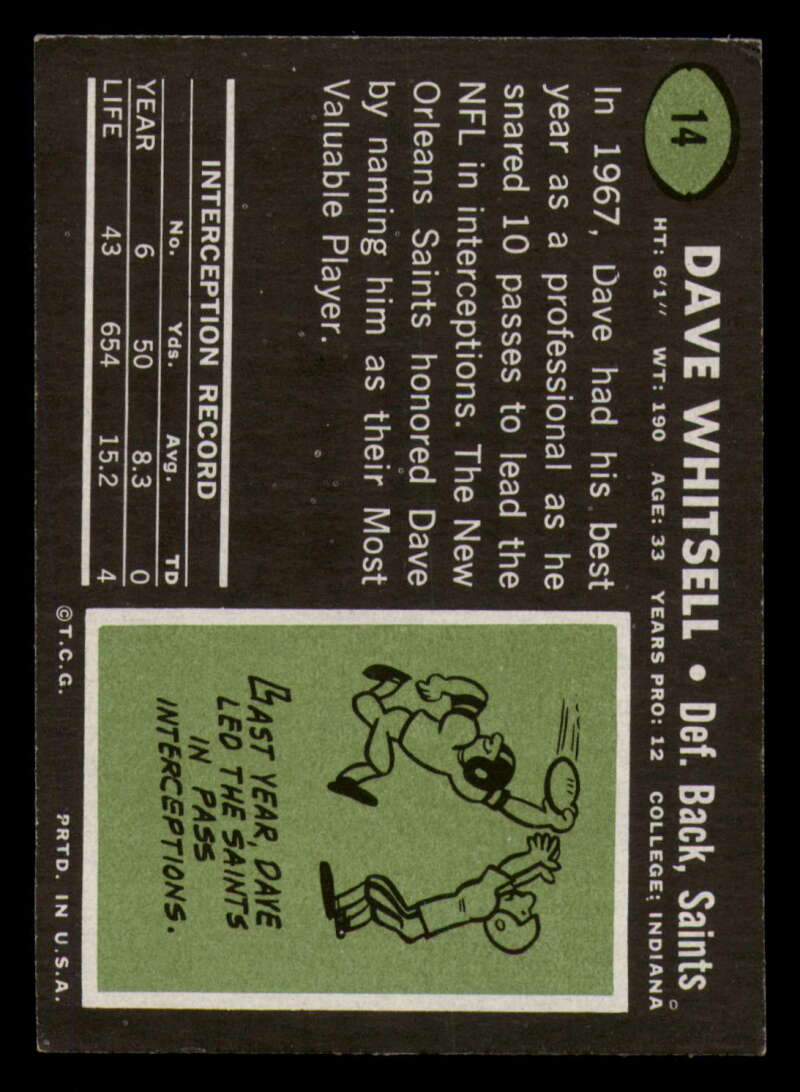 14
DAVE WHITSELL • Def. Back, Saints
HT: 6'1" WT: 190 AGE: 33 YEARS PRO: 12 COLLEGE: INDIANA
©
In 1967, Dave had his best
year as a professional as he
snared 10 passes to lead the
NFL in interceptions. The New
Orleans Saints honored Dave
by naming him as their Most
Valuable Player.
INTERCEPTION RECORD
No. Yds. Avg. TD
YEAR 6 50 8.3 0
LIFE 43 654 15.2 4
LAST YEAR, DAVE
LED THE SAINTS
IN PASS
INTERCEPTIONS.
©T.C.G. PRTD. IN U.S.A.